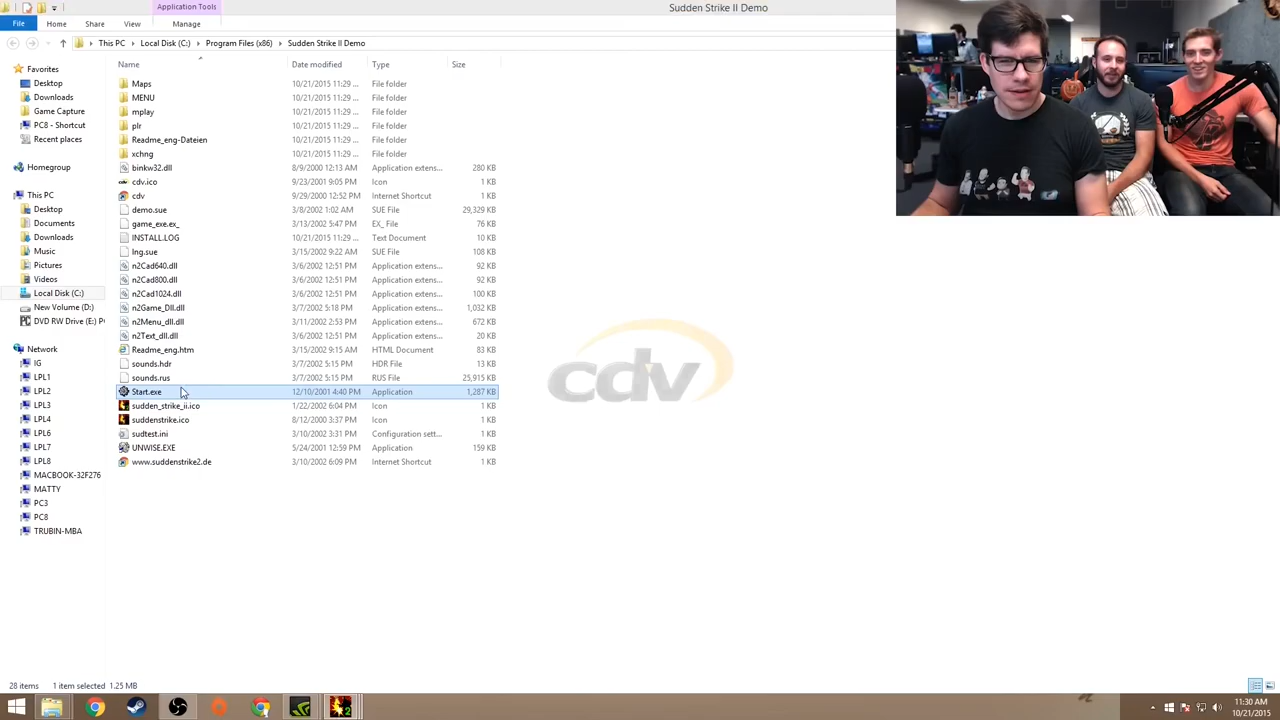 Application Tools
Sudden Strike II Demo
File Home Share View Manage
This PC Local Disk (C:) Program Files (x86) Sudden Strike II Demo
Name Date modified Type Size
Favorites
Desktop
Downloads
Game Capture
PC8 - Shortcut
Recent places
Homegroup
This PC
Desktop
Documents
Downloads
Music
Pictures
Videos
Local Disk (C:)
New Volume (D:)
DVD RW Drive (E:) PC
Network
IG
LPL1
LPL2
LPL3
LPL4
LPL6
LPL7
LPL8
MACBOOK-32F276
MATTY
PC3
PC8
TRUBIN-MBA
Maps 10/21/2015 11:29 ... File folder
MENU 10/21/2015 11:29 ... File folder
mplay 10/21/2015 11:29 ... File folder
plr 10/21/2015 11:29 ... File folder
Readme_eng-Dateien 10/21/2015 11:29 ... File folder
xchng 10/21/2015 11:29 ... File folder
binkw32.dll 8/9/2000 12:13 AM Application extens... 280 KB
cdv.ico 9/23/2001 9:05 PM Icon 1 KB
cdv 9/29/2000 12:52 PM Internet Shortcut 1 KB
demo.sue 3/8/2002 1:02 AM SUE File 29,329 KB
game_exe.ex_ 3/13/2002 5:47 PM EX_ File 76 KB
INSTALL.LOG 10/21/2015 11:29 ... Text Document 10 KB
lng.sue 3/15/2002 9:22 AM SUE File 108 KB
n2Cad640.dll 3/6/2002 12:51 PM Application extens... 92 KB
n2Cad800.dll 3/6/2002 12:51 PM Application extens... 92 KB
n2Cad1024.dll 3/6/2002 12:51 PM Application extens... 100 KB
n2Game_Dll.dll 3/7/2002 5:18 PM Application extens... 1,032 KB
n2Menu_dll.dll 3/11/2002 2:53 PM Application extens... 672 KB
n2Text_dll.dll 3/6/2002 12:51 PM Application extens... 20 KB
Readme_eng.htm 3/15/2002 9:15 AM HTML Document 83 KB
sounds.hdr 3/7/2002 5:15 PM HDR File 13 KB
sounds.rus 3/7/2002 5:15 PM RUS File 25,915 KB
Start.exe 12/10/2001 4:40 PM Application 1,287 KB
sudden_strike_ii.ico 1/22/2002 6:04 PM Icon 1 KB
suddenstrike.ico 8/12/2000 3:37 PM Icon 1 KB
sudtest.ini 3/10/2002 3:31 PM Configuration sett... 1 KB
UNWISE.EXE 5/24/2001 12:59 PM Application 159 KB
www.suddenstrike2.de 3/10/2002 6:09 PM Internet Shortcut 1 KB
cdv
28 items 1 item selected 1.25 MB
11:30 AM
10/21/2015